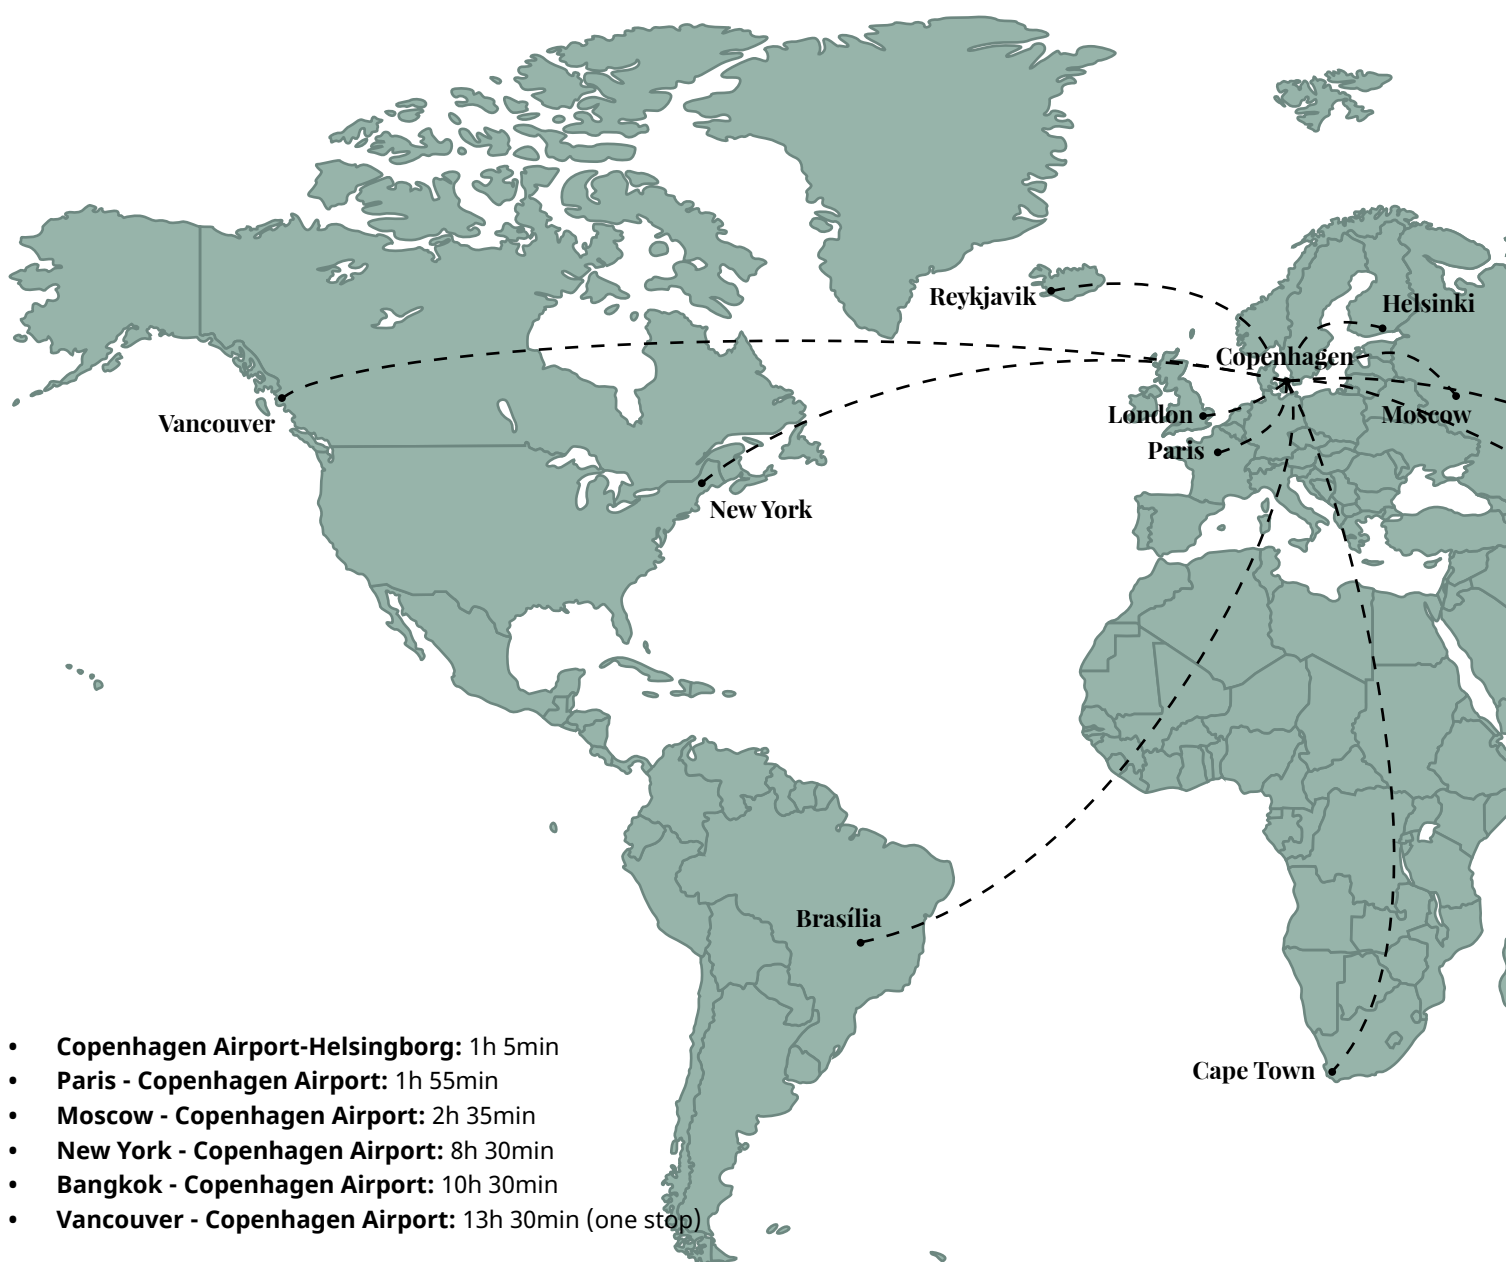 Reykjavik
Helsinki
Copenhagen
Vancouver
London
Moscow
Paris
New York
Brasília
Cape Town
• Copenhagen Airport-Helsingborg: 1h 5min
• Paris - Copenhagen Airport: 1h 55min
• Moscow - Copenhagen Airport: 2h 35min
• New York - Copenhagen Airport: 8h 30min
• Bangkok - Copenhagen Airport: 10h 30min
• Vancouver - Copenhagen Airport: 13h 30min (one stop)